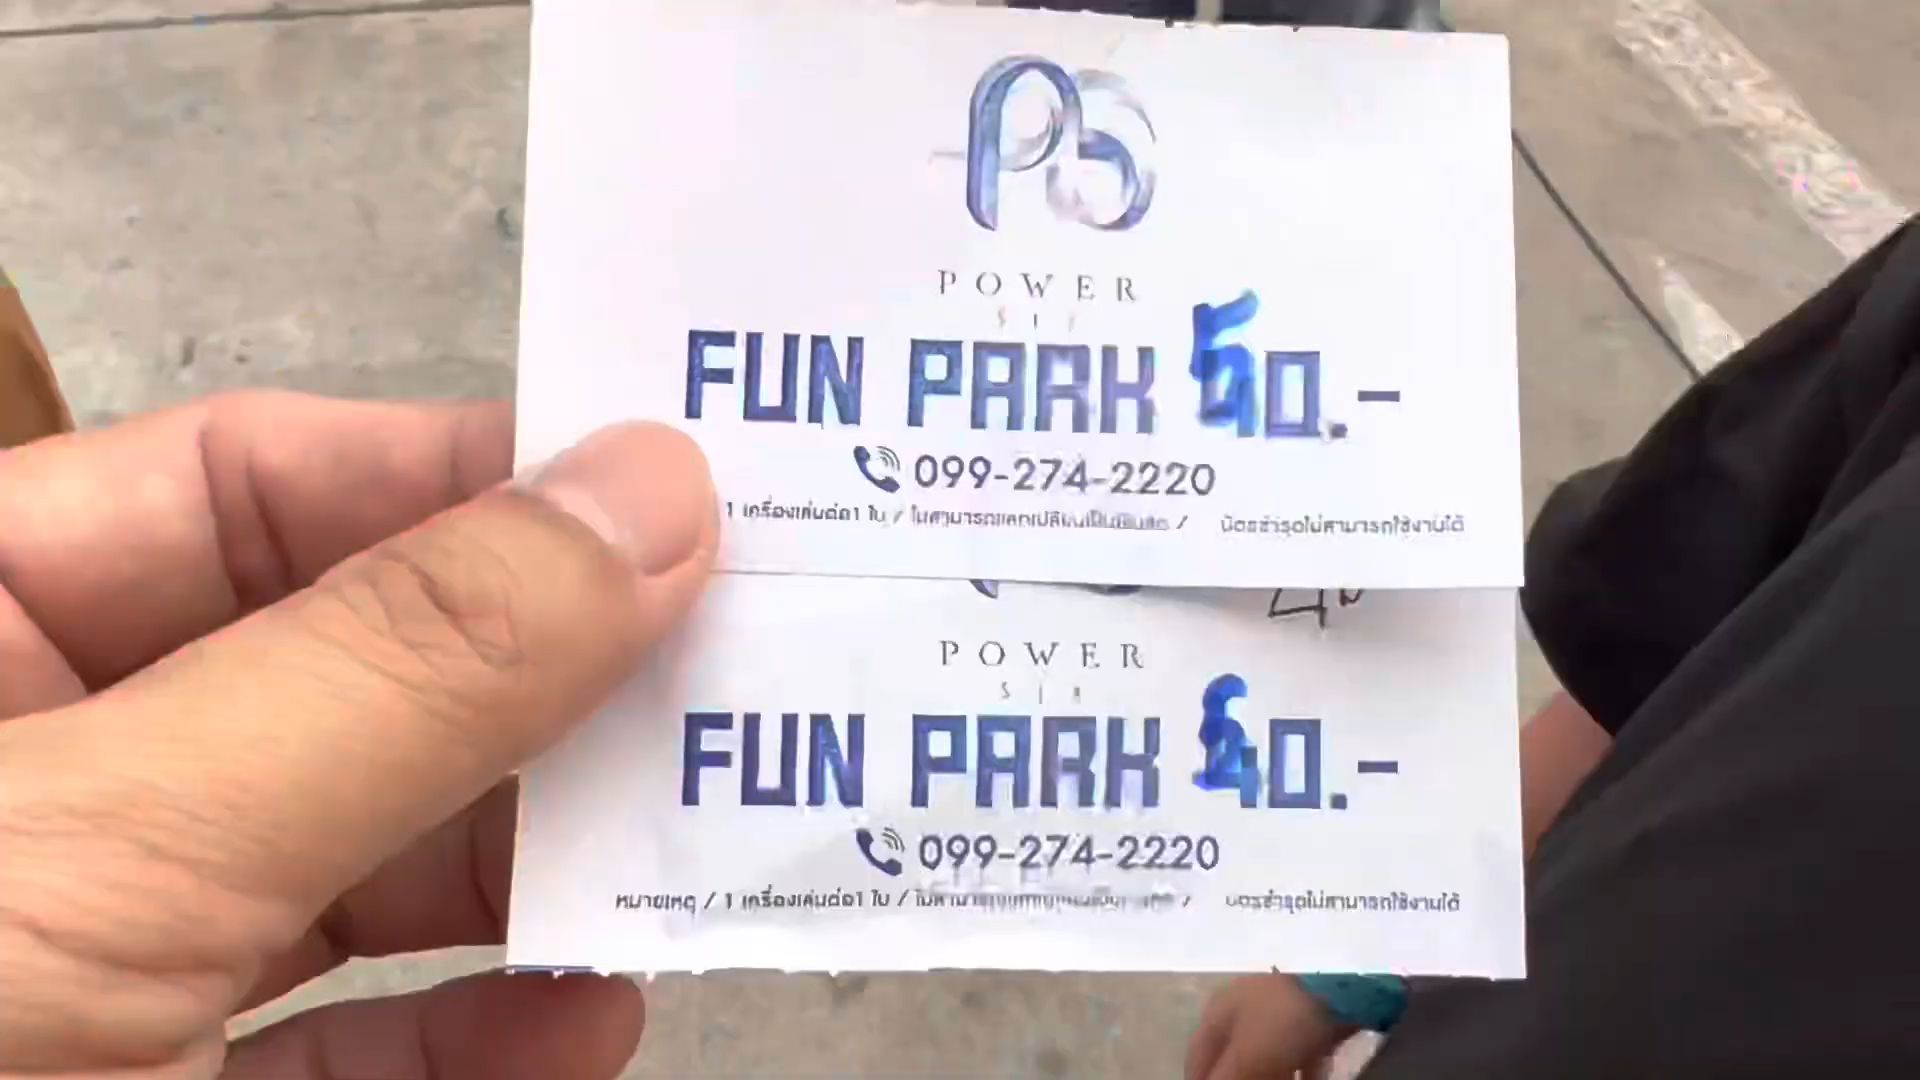 POWER
SIX
FUN PARK 50.-
099-274-2220
1 เครื่องเล่นต่อ1 ใบ / ไม่สามารถแลกเปลี่ยนเป็นเงินสด / บัตรชำรุดไม่สามารถใช้งานได้
POWER
SIX
FUN PARK 0.-
099-274-2220
หมายเหตุ / 1 เครื่องเล่นต่อ1 ใบ / บัตรชำรุดไม่สามารถใช้งานได้